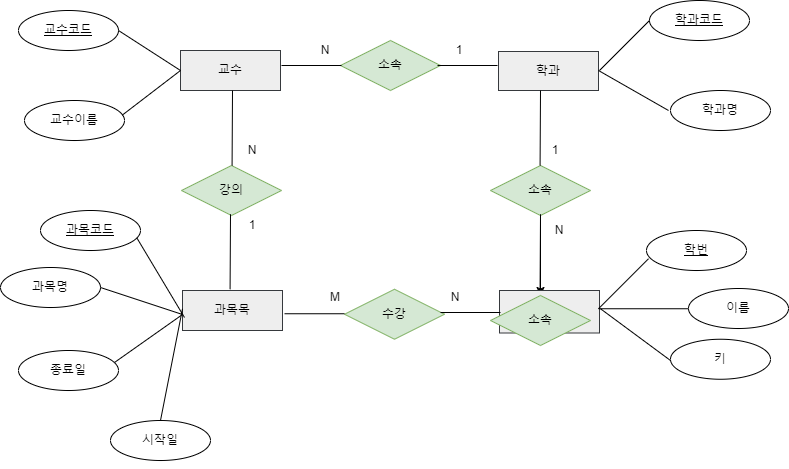 교수코드
학과코드
교수
N
소속
1
학과
교수이름
학과명
N
1
강의
소속
1
N
과목코드
학번
과목명
과목목
M
수강
N
소속
이름
종료일
키
시작일